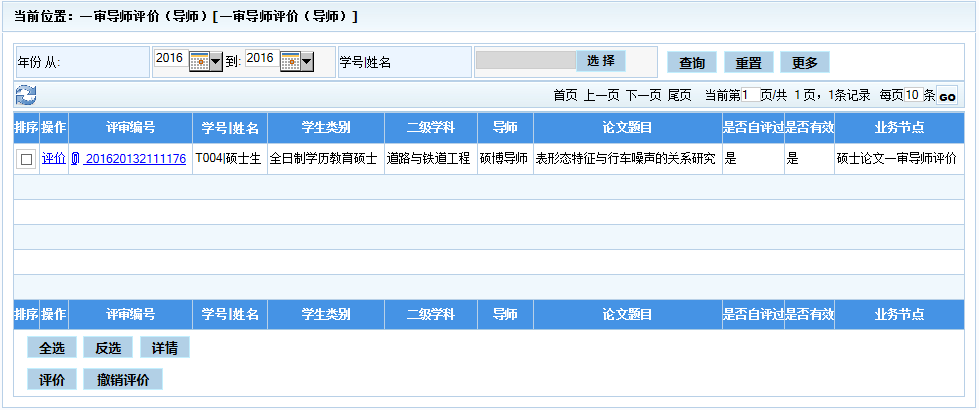 当前位置：一审导师评价（导师）[一审导师评价（导师）]
年份 从: 2016 到: 2016 学号|姓名 选 择 查询 重置 更多
首页 上一页 下一页 尾页 当前第1页/共 1 页，1条记录 每页10条 GO
排序 操作 评审编号 学号|姓名 学生类别 二级学科 导师 论文题目 是否自评过 是否有效 业务节点
评价 201620132111176 T004|硕士生 全日制学历教育硕士 道路与铁道工程 硕博导师 表形态特征与行车噪声的关系研究 是 是 硕士论文一审导师评价
排序 操作 评审编号 学号|姓名 学生类别 二级学科 导师 论文题目 是否自评过 是否有效 业务节点
全选 反选 详情
评价 撤销评价